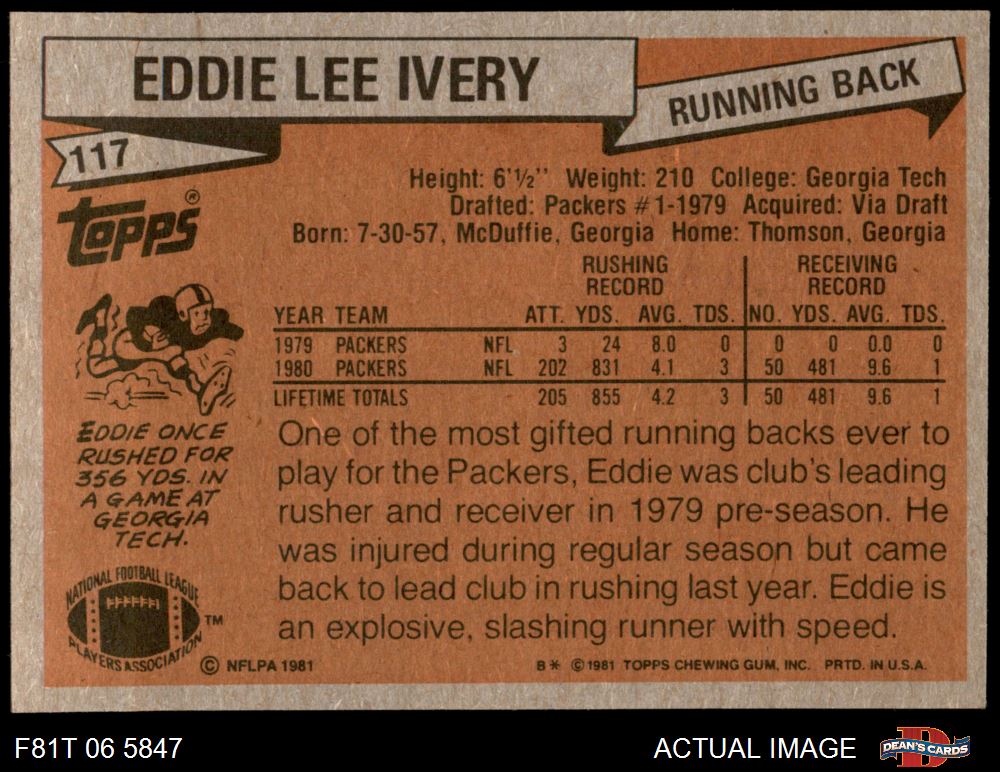 EDDIE LEE IVERY
RUNNING BACK
117
TOPPS®
Height: 6'½" Weight: 210 College: Georgia Tech
Drafted: Packers #1-1979 Acquired: Via Draft
Born: 7-30-57, McDuffie, Georgia Home: Thomson, Georgia
RUSHING RECEIVING
RECORD RECORD
YEAR TEAM ATT. YDS. AVG. TDS. NO. YDS. AVG. TDS.
1979 PACKERS NFL 3 24 8.0 0 0 0 0.0 0
1980 PACKERS NFL 202 831 4.1 3 50 481 9.6 1
LIFETIME TOTALS 205 855 4.2 3 50 481 9.6 1
EDDIE ONCE
RUSHED FOR
356 YDS. IN
A GAME AT
GEORGIA
TECH.
One of the most gifted running backs ever to
play for the Packers, Eddie was club's leading
rusher and receiver in 1979 pre-season. He
was injured during regular season but came
back to lead club in rushing last year. Eddie is
an explosive, slashing runner with speed.
NATIONAL FOOTBALL LEAGUE
PLAYERS ASSOCIATION
TM
© NFLPA 1981
B* © 1981 TOPPS CHEWING GUM, INC. PRTD. IN U.S.A.
F81T 06 5847
ACTUAL IMAGE
D
DEAN'S CARDS